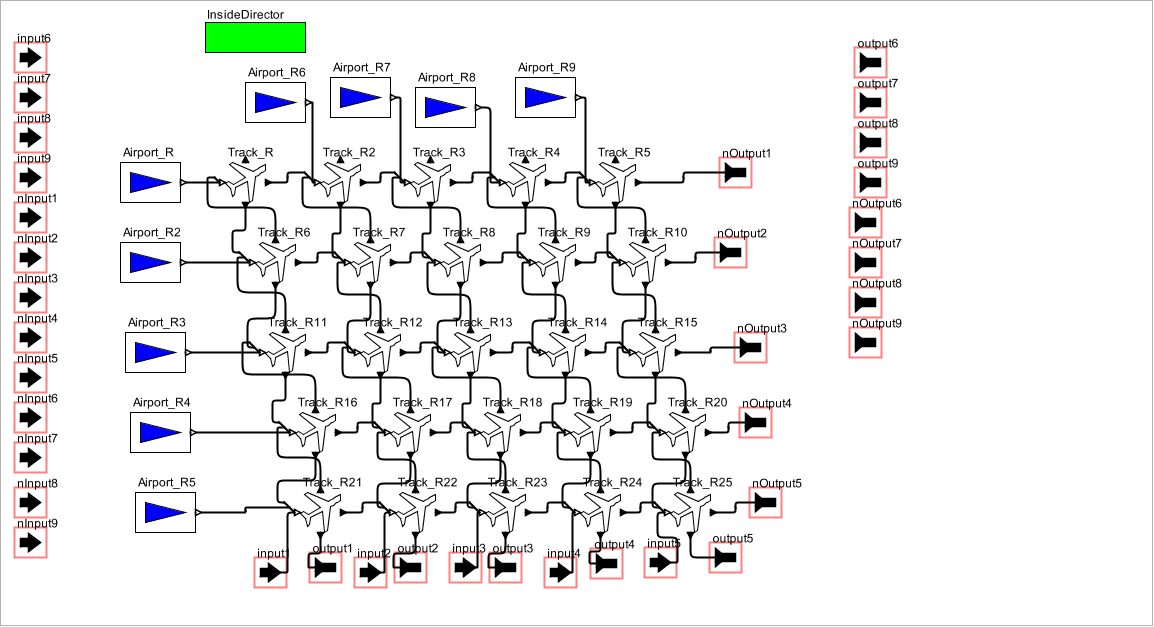 InsideDirector
input6
input7
input8
input9
nInput1
nInput2
nInput3
nInput4
nInput5
nInput6
nInput7
nInput8
nInput9
Airport_R6
Airport_R7
Airport_R8
Airport_R9
Airport_R
Track_R
Track_R2
Track_R3
Track_R4
Track_R5
nOutput1
Airport_R2
Track_R6
Track_R7
Track_R8
Track_R9
Track_R10
nOutput2
Airport_R3
Track_R11
Track_R12
Track_R13
Track_R14
Track_R15
nOutput3
Airport_R4
Track_R16
Track_R17
Track_R18
Track_R19
Track_R20
nOutput4
Airport_R5
Track_R21
Track_R22
Track_R23
Track_R24
Track_R25
nOutput5
input1
output1
input2
output2
input3
output3
input4
output4
input5
output5
output6
output7
output8
output9
nOutput6
nOutput7
nOutput8
nOutput9